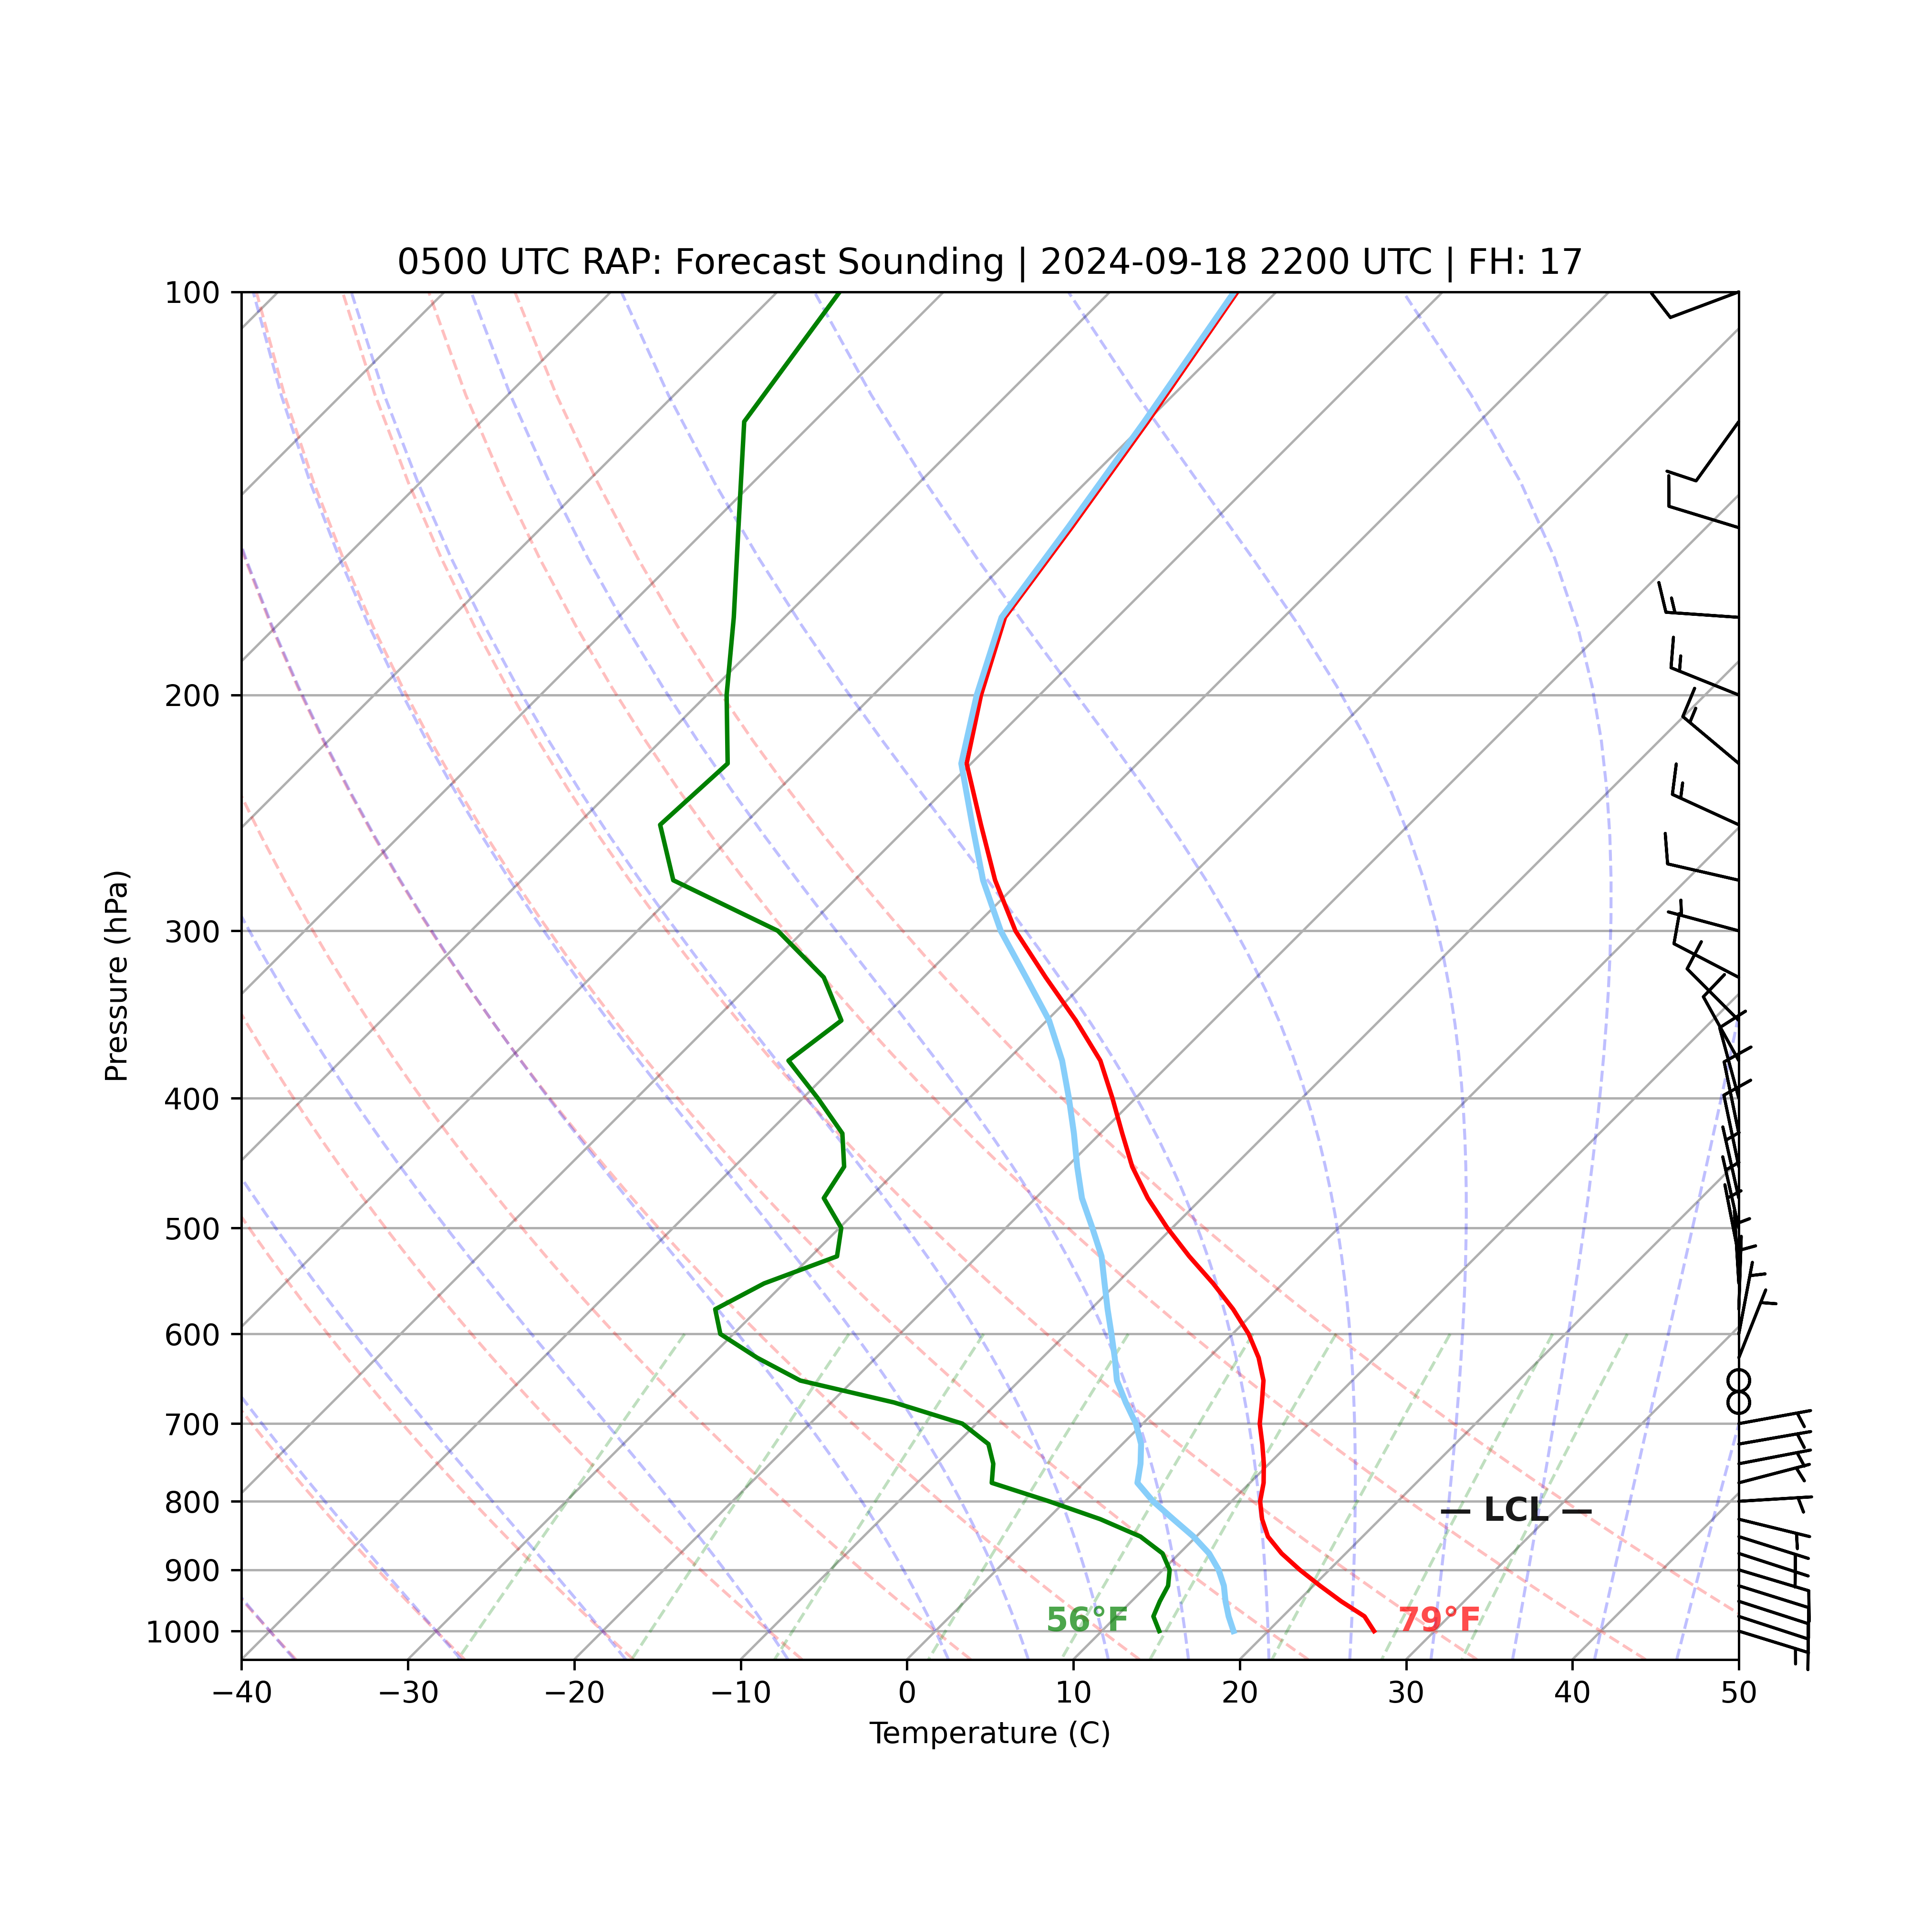 0500 UTC RAP: Forecast Sounding | 2024-09-18 2200 UTC | FH: 17
100
200
300
400
500
600
700
800
900
1000
Pressure (hPa)
— LCL —
56°F
79°F
−40 −30 −20 −10 0 10 20 30 40 50
Temperature (C)